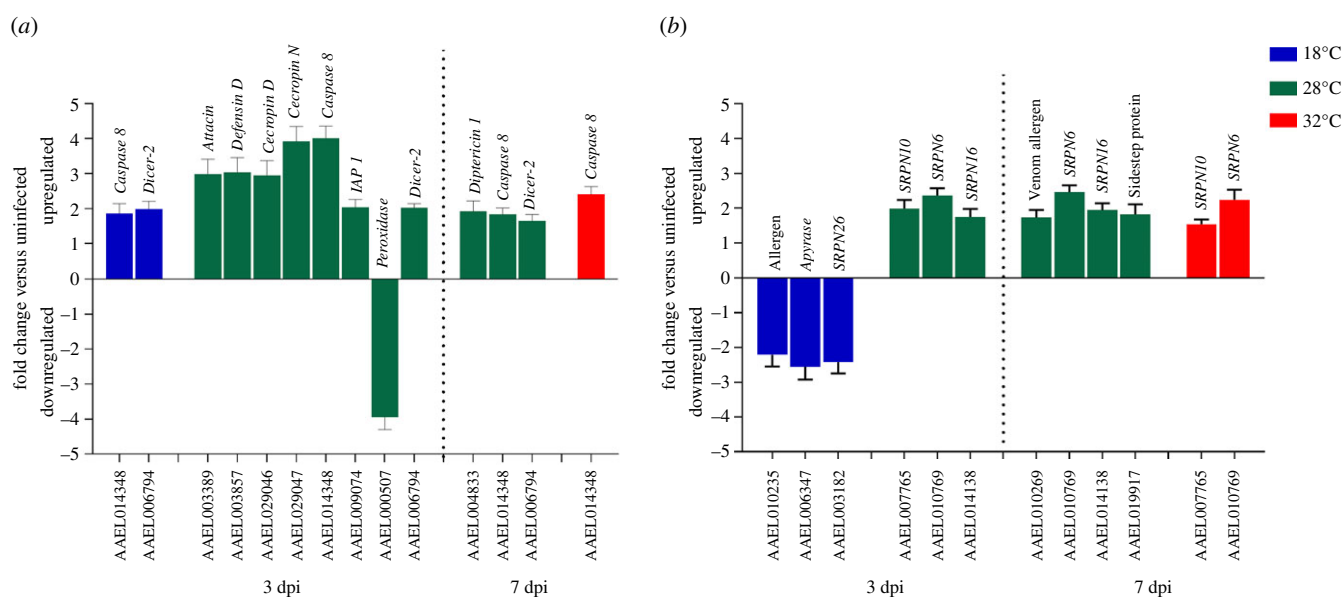 (a)
fold change versus uninfected
downregulated
upregulated
5
4
3
2
1
0
–1
–2
–3
–4
–5
Caspase 8
Dicer-2
Attacin
Defensin D
Cecropin D
Cecropin N
Caspase 8
IAP 1
Peroxidase
Dicer-2
Diptericin 1
Caspase 8
Dicer-2
Caspase 8
AAEL014348
AAEL006794
AAEL003389
AAEL003857
AAEL029046
AAEL029047
AAEL014348
AAEL009074
AAEL000507
AAEL006794
AAEL004833
AAEL014348
AAEL006794
AAEL014348
3 dpi
7 dpi
(b)
fold change versus uninfected
downregulated
upregulated
5
4
3
2
1
0
–1
–2
–3
–4
–5
Allergen
Apyrase
SRPN26
SRPN10
SRPN6
SRPN16
Venom allergen
SRPN6
SRPN16
Sidestep protein
SRPN10
SRPN6
AAEL010235
AAEL006347
AAEL003182
AAEL007765
AAEL010769
AAEL014138
AAEL010269
AAEL010769
AAEL014138
AAEL019917
AAEL007765
AAEL010769
3 dpi
7 dpi
18°C
28°C
32°C